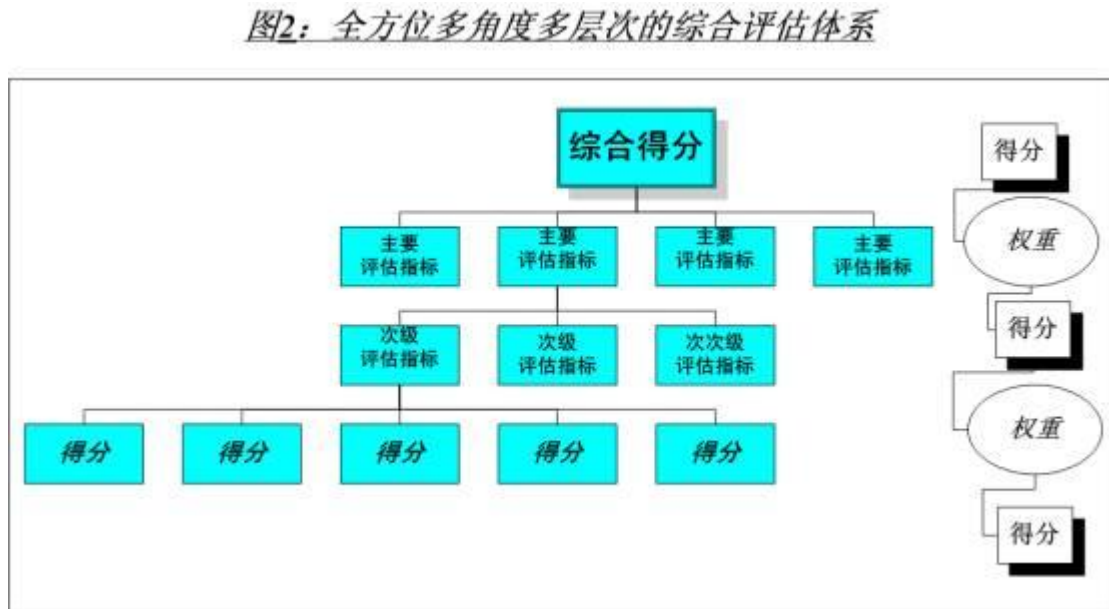 图2：全方位多角度多层次的综合评估体系
综合得分
得分
主要
评估指标
主要
评估指标
主要
评估指标
主要
评估指标
权重
次级
评估指标
次级
评估指标
次次级
评估指标
得分
得分
得分
得分
得分
得分
权重
得分